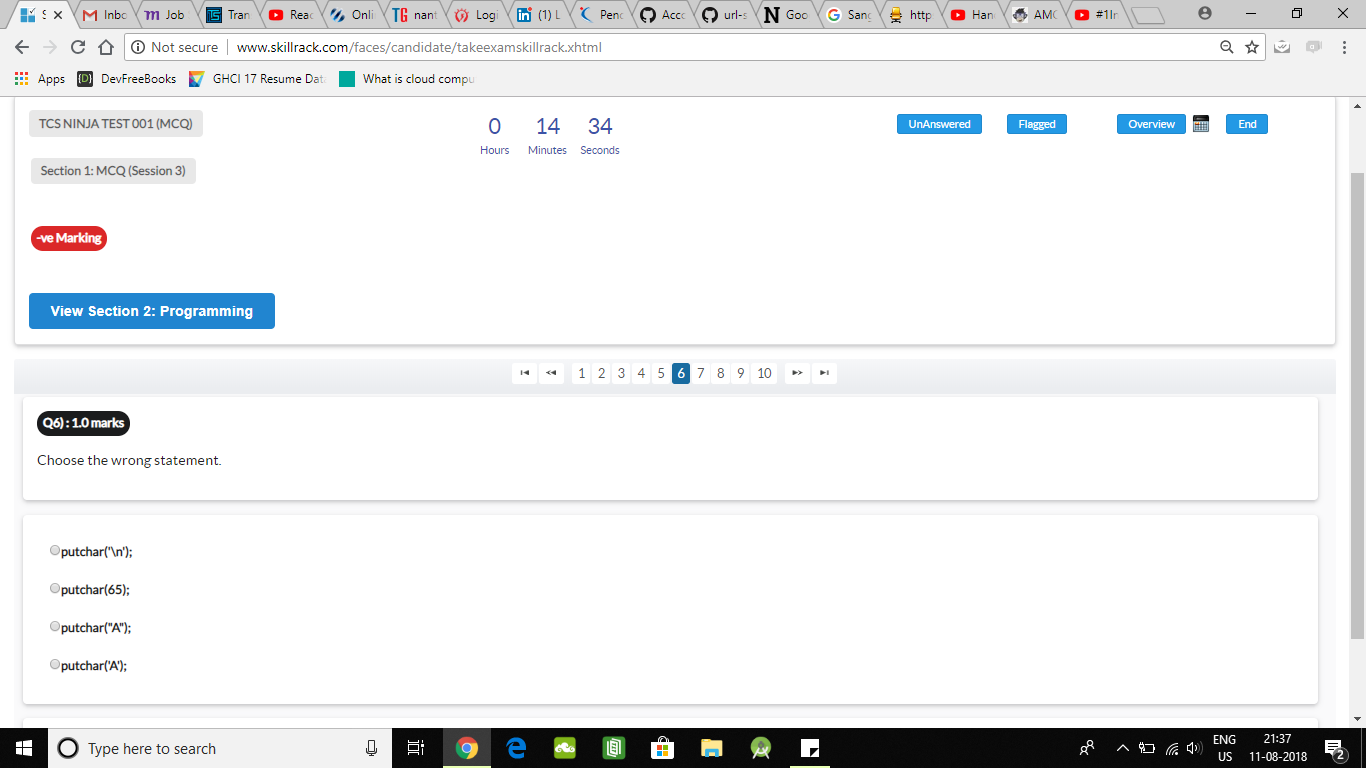 S
Inbo
Job
Tran
Reac
Onli
nant
Logi
(1) L
Penc
Acco
url-s
Goo
Sang
http
Han
AMC
#1In
Not secure
www.skillrack.com/faces/candidate/takeexamskillrack.xhtml
Apps
DevFreeBooks
GHCI 17 Resume Dat
What is cloud compu
TCS NINJA TEST 001 (MCQ)
0 14 34
Hours Minutes Seconds
UnAnswered
Flagged
Overview
End
Section 1: MCQ (Session 3)
-ve Marking
View Section 2: Programming
1 2 3 4 5 6 7 8 9 10
Q6) : 1.0 marks
Choose the wrong statement.
putchar('\n');
putchar(65);
putchar("A");
putchar('A');
Type here to search
ENG
US
21:37
11-08-2018
2